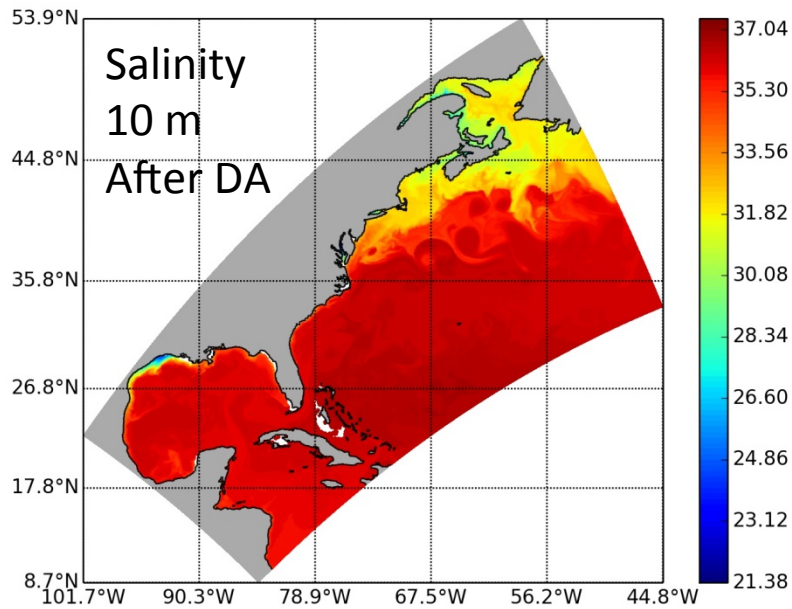 Salinity
10 m
After DA
53.9°N
44.8°N
35.8°N
26.8°N
17.8°N
8.7°N
101.7°W 90.3°W 78.9°W 67.5°W 56.2°W 44.8°W
37.04
35.30
33.56
31.82
30.08
28.34
26.60
24.86
23.12
21.38